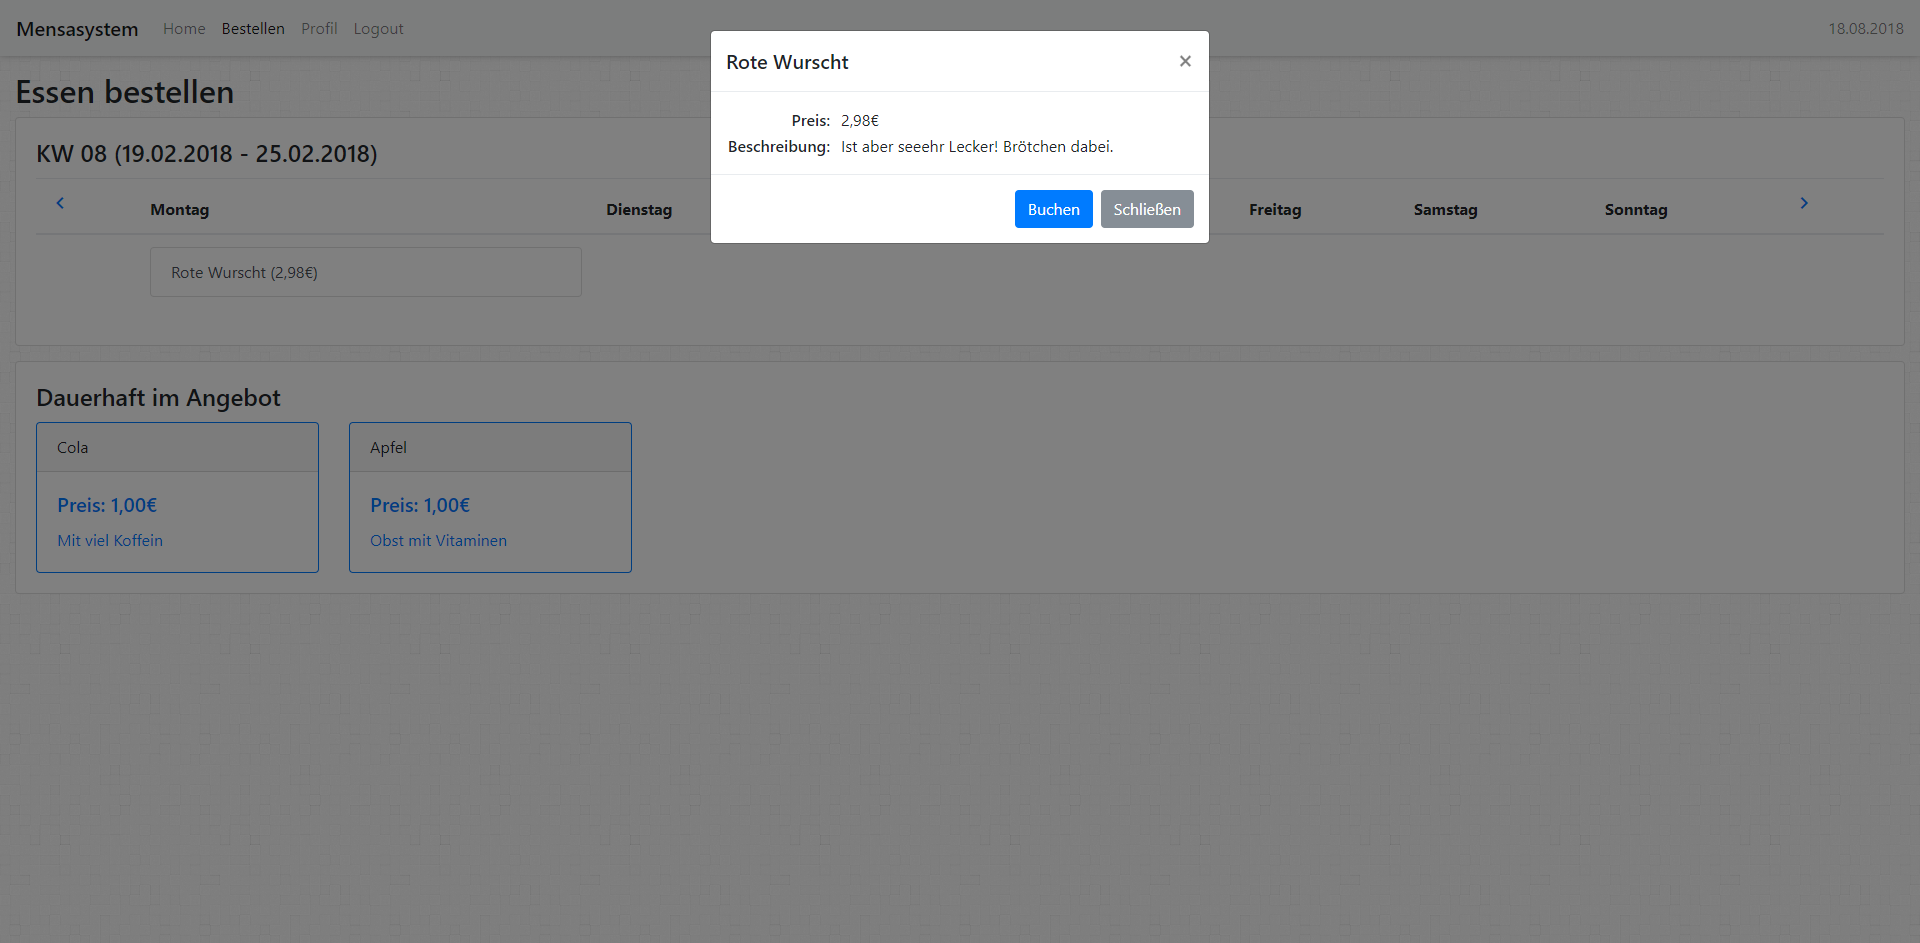 Mensasystem Home Bestellen Profil Logout 18.08.2018
Rote Wurscht ×
Preis: 2,98€
Beschreibung: Ist aber seeehr Lecker! Brötchen dabei.
Buchen Schließen
Essen bestellen
KW 08 (19.02.2018 - 25.02.2018)
Montag Dienstag Freitag Samstag Sonntag
Rote Wurscht (2,98€)
Dauerhaft im Angebot
Cola
Preis: 1,00€
Mit viel Koffein
Apfel
Preis: 1,00€
Obst mit Vitaminen